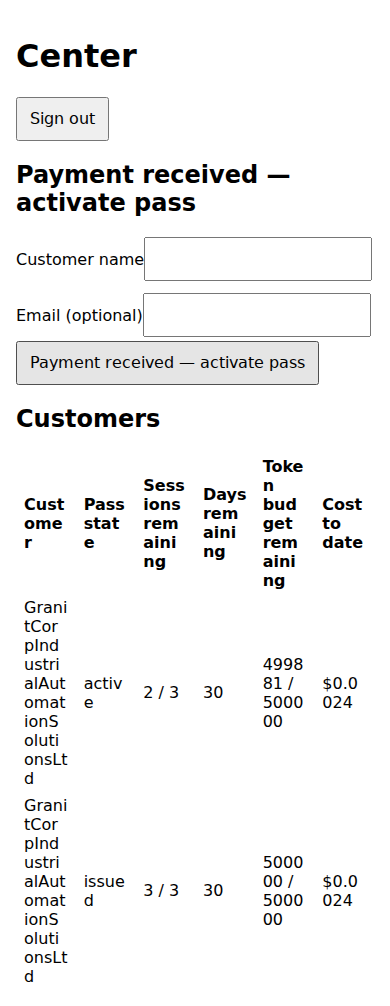 Center
Sign out
Payment received —
activate pass
Customer name
Email (optional)
Payment received — activate pass
Customers
Cust
ome
r
Pass
stat
e
Sess
ions
rem
aini
ng
Days
rem
aini
ng
Toke
n
bud
get
rem
aini
ng
Cost
to
date
Grani
tCor
pInd
ustri
alAut
omat
ionS
oluti
onsLt
d
activ
e
2 / 3
30
4998
81 /
5000
00
$0.0
024
Grani
tCor
pInd
ustri
alAut
omat
ionS
oluti
onsLt
d
issue
d
3 / 3
30
5000
00 /
5000
00
$0.0
024